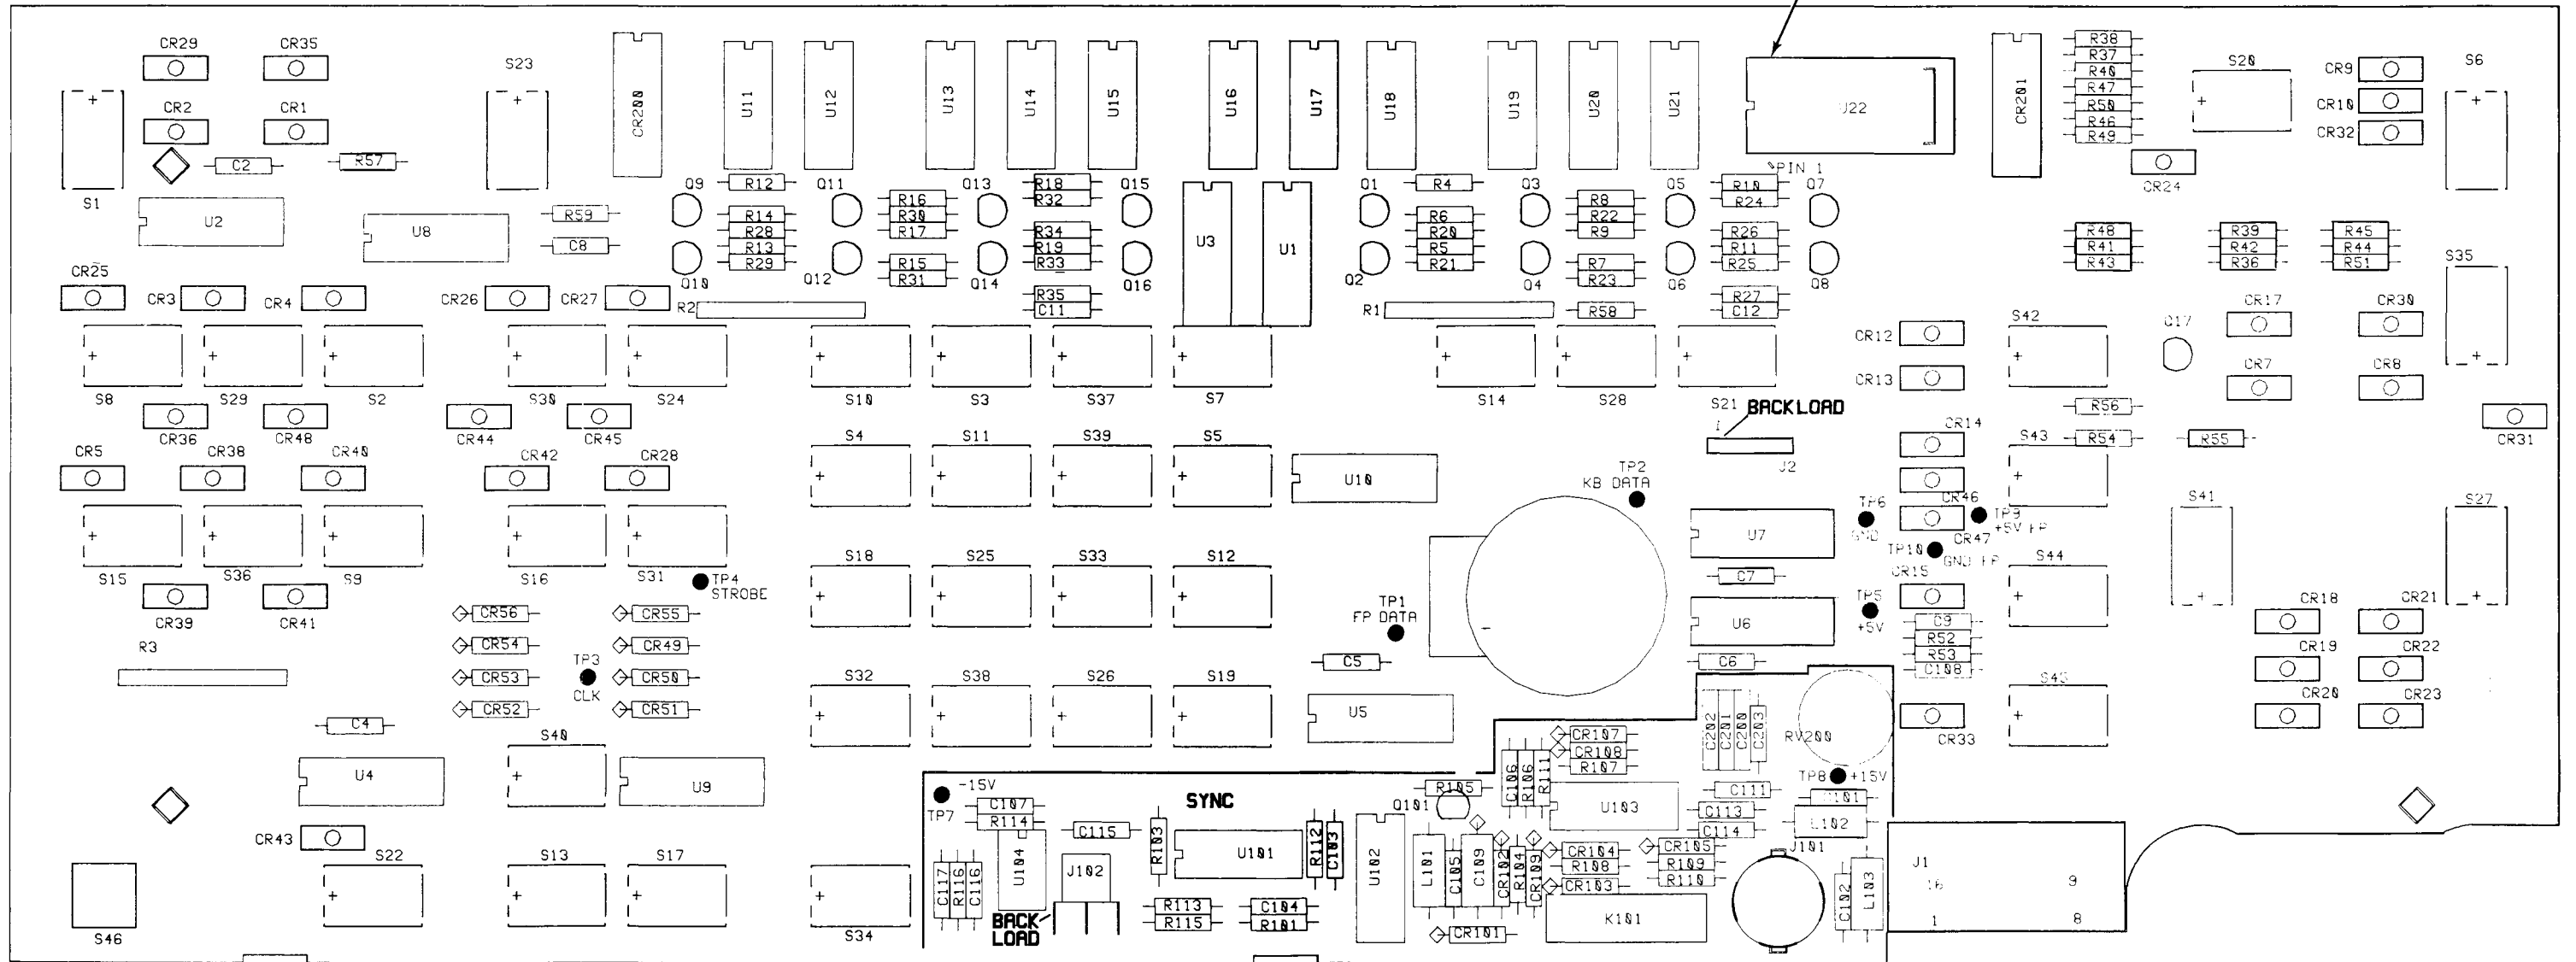 CR29 CR35 S23 CR200 U11 U12 U13 U14 U15 U16 U17 U18 U19 U20 U21 U22 CR201 R38 S20 CR9 S6
R37
R40
R47
CR2 CR1 R50 CR10
R46
R49 CR32
C2 R57 PIN 1 CR24
S1 Q9 R12 Q11 Q13 R18 Q15 Q1 R4 Q3 Q5 R10 Q7
R16 R32 R8 R24
U2 U8 R59 R14 R30 U3 U1 R6 R22
R28 R17 R34 R20 R9 R26 R48 R39 R45
C8 R13 R19 R5 R11 R41 R42 R44
R29 R15 R33 R21 R7 R25 R43 R36 R51 S35
CR25 Q10 Q12 R31 Q14 Q16 Q2 Q4 R23 Q6 Q8
CR3 CR4 CR26 CR27 R2 R35 R1 R27 CR17 CR30
C11 R58 C12
CR12 S42 Q17
CR13 CR7 CR8
S8 S29 S2 S30 S24 S10 S3 S37 S7 S14 S28 S21 BACKLOAD R56
1
CR36 CR48 CR44 CR45 S4 S11 S39 S5 CR14 S43 R54 R55 CR31
CR5 CR38 CR40 CR42 CR28 U10 TP2 J2
KB DATA
CR46 S41 S27
TP6 TP9
GND +5V FP
U7 CR47
TP10 GND FP
S15 S36 S9 S16 S31 S18 S25 S33 S12 C7 CR15 S44
TP4
STROBE
CR39 CR41 CR56 CR55 TP1 TP5 CR18 CR21
FP DATA U6 +5V C9
R3 CR54 CR49 R52
TP3 C5 C6 R53 CR19 CR22
CR53 CR50 S32 S38 S26 S19 C108 S45
CLK
CR52 CR51 U5 CR20 CR23
C4 S40 C202 C201 C200 C203 RV200 CR33
CR107
CR108
R107
U4 U9 TP8 +15V
-15V R105 C106 R106 R111 C111
TP7 C107 SYNC Q101 U103 C113
R114 C115 R103 U101 R112 C103 C114 L102
CR43 U104 J102 U102 L101 C105 C109 CR102 R104 CR109 CR104 CR105 J101
R108 R109
S22 S13 S17 CR103 R110 J1
C117 R116 C116 C102 L103 16 9
R113 C104 K101 1 8
R115 R101
S46 S34 BACK
LOAD CR101